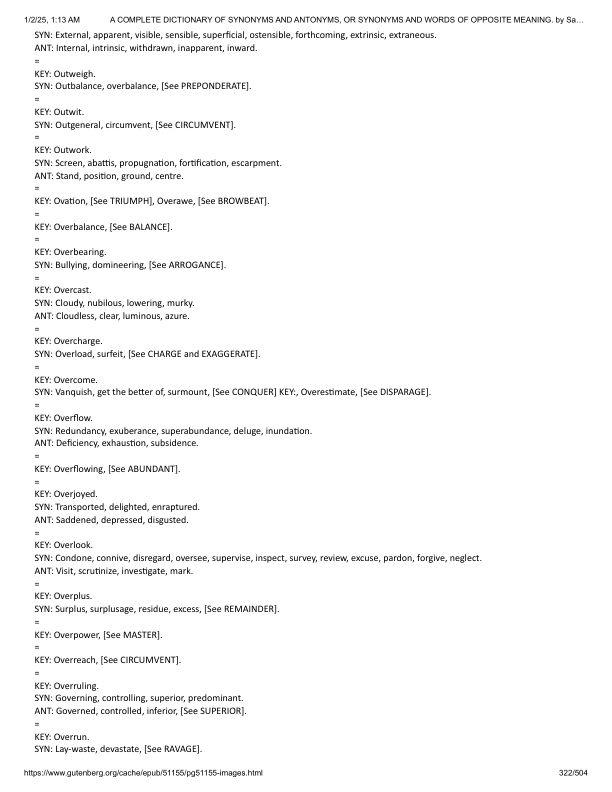 1/2/25, 1:13 AM A COMPLETE DICTIONARY OF SYNONYMS AND ANTONYMS, OR SYNONYMS AND WORDS OF OPPOSITE MEANING. by Sa…
SYN: External, apparent, visible, sensible, superficial, ostensible, forthcoming, extrinsic, extraneous.
ANT: Internal, intrinsic, withdrawn, inapparent, inward.
=
KEY: Outweigh.
SYN: Outbalance, overbalance, [See PREPONDERATE].
=
KEY: Outwit.
SYN: Outgeneral, circumvent, [See CIRCUMVENT].
=
KEY: Outwork.
SYN: Screen, abattis, propugnation, fortification, escarpment.
ANT: Stand, position, ground, centre.
=
KEY: Ovation, [See TRIUMPH], Overawe, [See BROWBEAT].
=
KEY: Overbalance, [See BALANCE].
=
KEY: Overbearing.
SYN: Bullying, domineering, [See ARROGANCE].
=
KEY: Overcast.
SYN: Cloudy, nubilous, lowering, murky.
ANT: Cloudless, clear, luminous, azure.
=
KEY: Overcharge.
SYN: Overload, surfeit, [See CHARGE and EXAGGERATE].
=
KEY: Overcome.
SYN: Vanquish, get the better of, surmount, [See CONQUER] KEY:, Overestimate, [See DISPARAGE].
=
KEY: Overflow.
SYN: Redundancy, exuberance, superabundance, deluge, inundation.
ANT: Deficiency, exhaustion, subsidence.
=
KEY: Overflowing, [See ABUNDANT].
=
KEY: Overjoyed.
SYN: Transported, delighted, enraptured.
ANT: Saddened, depressed, disgusted.
=
KEY: Overlook.
SYN: Condone, connive, disregard, oversee, supervise, inspect, survey, review, excuse, pardon, forgive, neglect.
ANT: Visit, scrutinize, investigate, mark.
=
KEY: Overplus.
SYN: Surplus, surplusage, residue, excess, [See REMAINDER].
=
KEY: Overpower, [See MASTER].
=
KEY: Overreach, [See CIRCUMVENT].
=
KEY: Overruling.
SYN: Governing, controlling, superior, predominant.
ANT: Governed, controlled, inferior, [See SUPERIOR].
=
KEY: Overrun.
SYN: Lay-waste, devastate, [See RAVAGE].
https://www.gutenberg.org/cache/epub/51155/pg51155-images.html 322/504